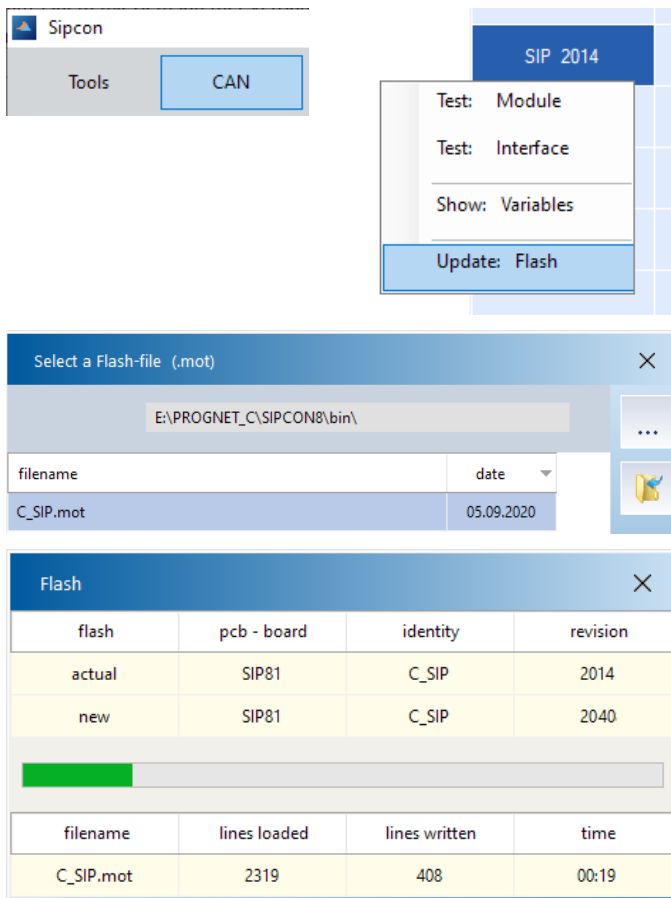 Sipcon
Tools CAN
SIP 2014
Test: Module
Test: Interface
Show: Variables
Update: Flash
Select a Flash-file (.mot)
E:\PROGNET_C\SIPCON8\bin\
...
filename date
C_SIP.mot 05.09.2020
Flash
flash pcb - board identity revision
actual SIP81 C_SIP 2014
new SIP81 C_SIP 2040
filename lines loaded lines written time
C_SIP.mot 2319 408 00:19